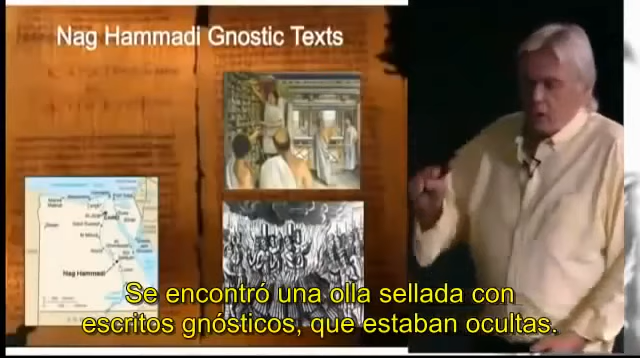 Nag Hammadi Gnostic Texts
Nag Hammadi
Se encontró una olla sellada con
escritos gnósticos, que estaban ocultas.